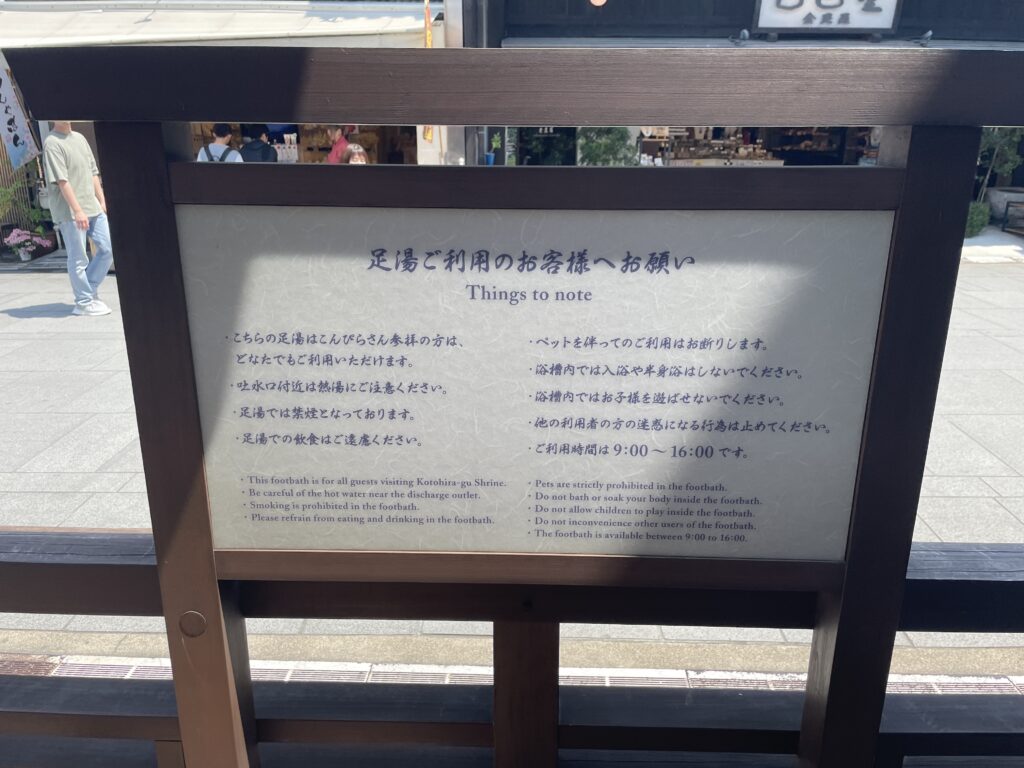 足湯ご利用のお客様へお願い
Things to note
・こちらの足湯はこんぴらさん参拝の方は、
どなたでもご利用いただけます。
・吐水口付近は熱湯にご注意ください。
・足湯では禁煙となっております。
・足湯での飲食はご遠慮ください。
・ペットを伴ってのご利用はお断りします。
・浴槽内では入浴や半身浴はしないでください。
・浴槽内ではお子様を遊ばせないでください。
・他の利用者の方の迷惑になる行為は止めてください。
・ご利用時間は 9:00 〜 16:00 です。
・This footbath is for all guests visiting Kotohira-gu Shrine.
・Be careful of the hot water near the discharge outlet.
・Smoking is prohibited in the footbath.
・Please refrain from eating and drinking in the footbath.
・Pets are strictly prohibited in the footbath.
・Do not bath or soak your body inside the footbath.
・Do not allow children to play inside the footbath.
・Do not inconvenience other users of the footbath.
・The footbath is available between 9:00 to 16:00.